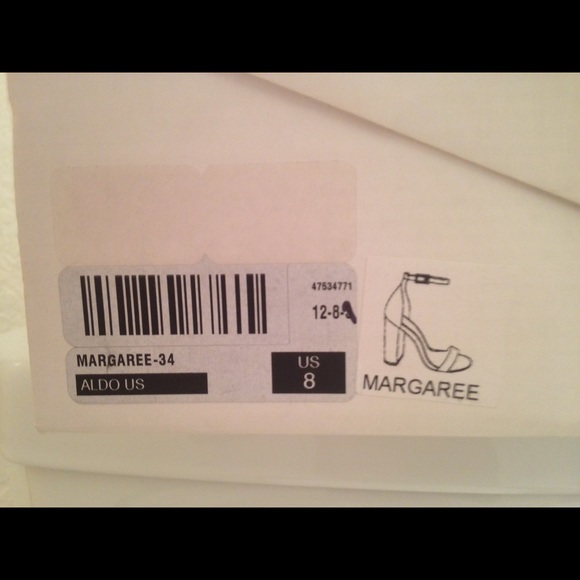 47534771
12-8-
MARGAREE-34
ALDO US
US
8
MARGAREE